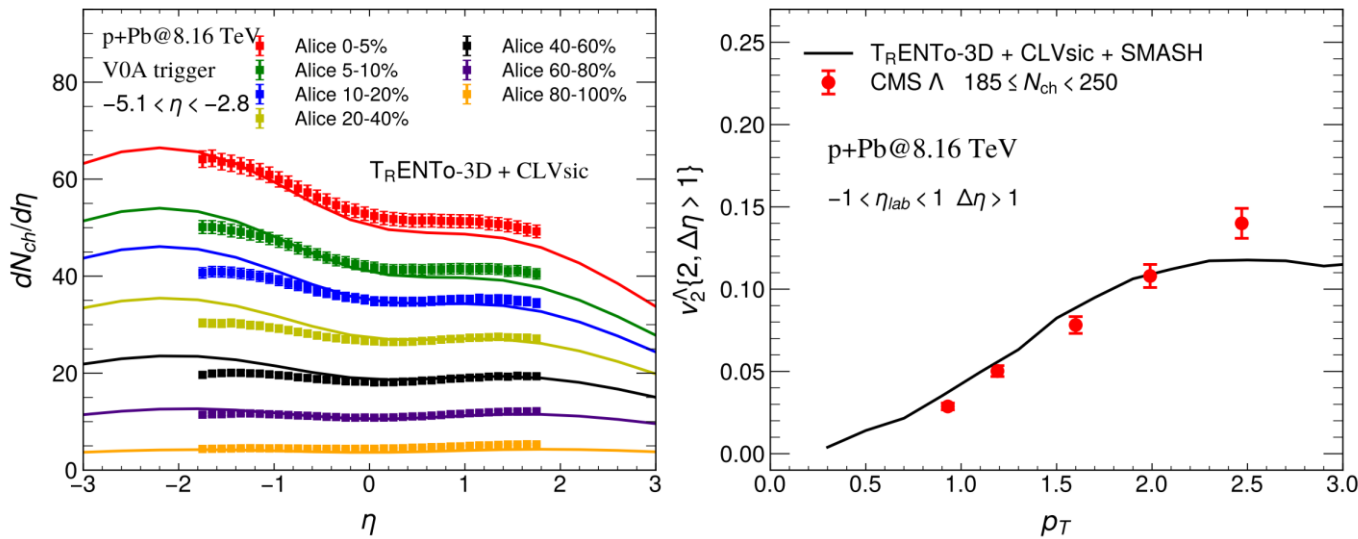 p+Pb@8.16 TeV
V0A trigger
−5.1 < η < −2.8
Alice 0-5%
Alice 5-10%
Alice 10-20%
Alice 20-40%
Alice 40-60%
Alice 60-80%
Alice 80-100%
TRENTo-3D + CLVsic
dNch/dη
80
60
40
20
0
−3 −2 −1 0 1 2 3
η
TRENTo-3D + CLVsic + SMASH
CMS Λ 185 ≤ Nch < 250
p+Pb@8.16 TeV
−1 < ηlab < 1 Δη > 1
v2Λ{2, Δη > 1}
0.25
0.20
0.15
0.10
0.05
0.00
0.0 0.5 1.0 1.5 2.0 2.5 3.0
pT